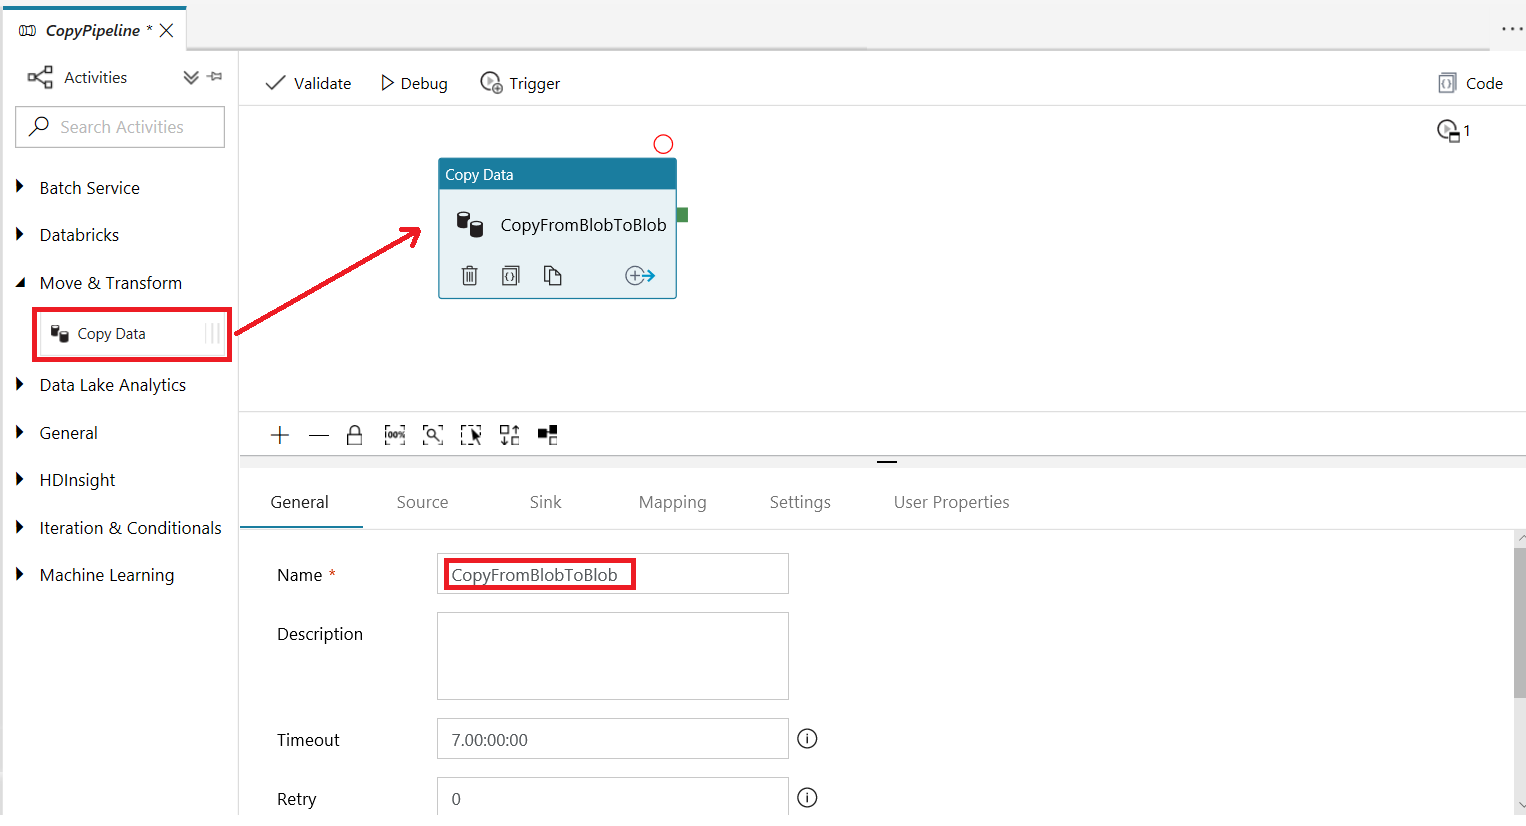 CopyPipeline *
Activities
Search Activities
Batch Service
Databricks
Move & Transform
Copy Data
Data Lake Analytics
General
HDInsight
Iteration & Conditionals
Machine Learning
Validate Debug Trigger Code
1
Copy Data
CopyFromBlobToBlob
100%
General Source Sink Mapping Settings User Properties
Name * CopyFromBlobToBlob
Description
Timeout 7.00:00:00
Retry 0